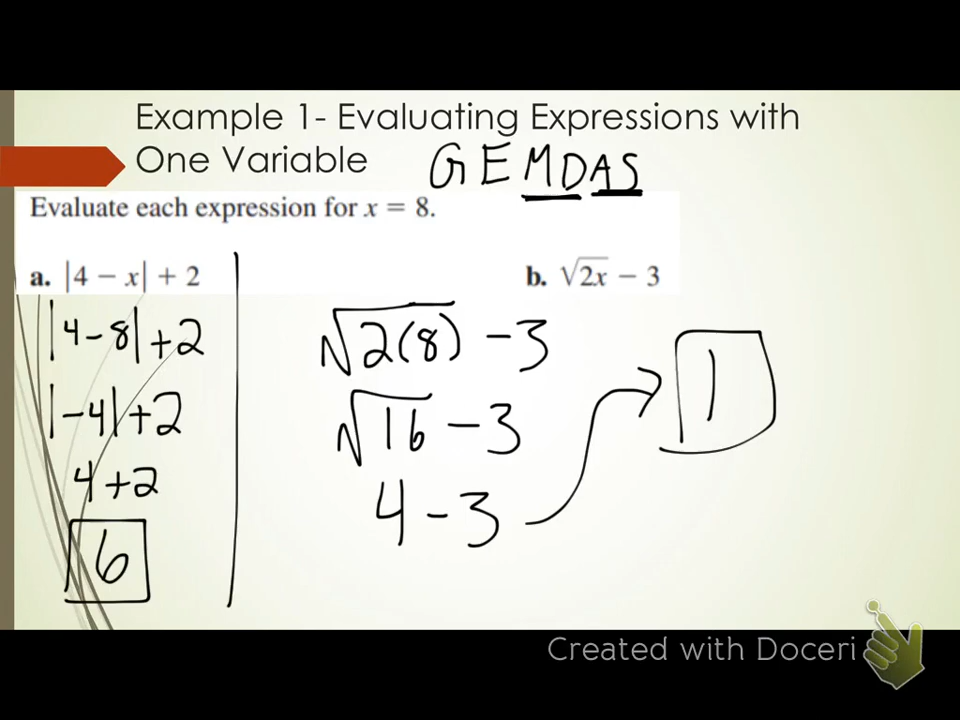 Example 1- Evaluating Expressions with
One Variable
GEMDAS
Evaluate each expression for x = 8.
a. |4 − x| + 2
|4-8|+2
|-4|+2
4+2
6
b. √2x − 3
√2(8) -3
√16 -3
4-3
1
Created with Doceri